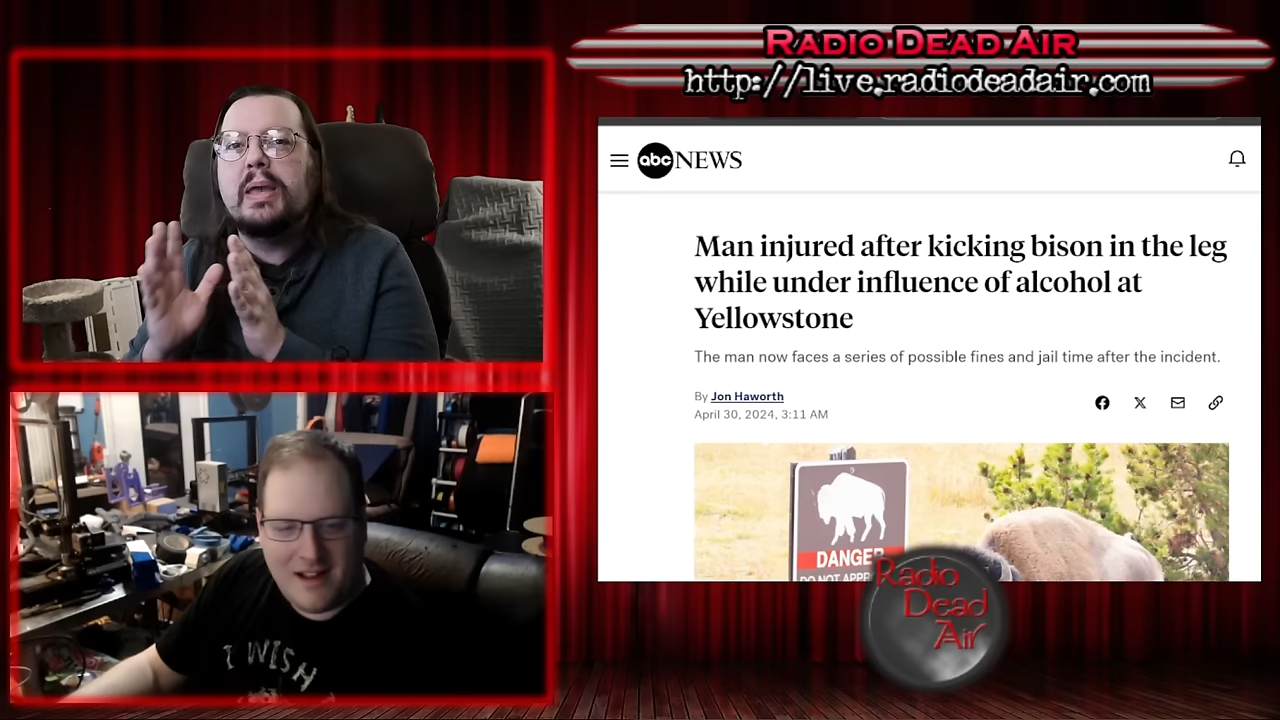 Radio Dead Air
http://live.radiodeadair.com
abc NEWS
Man injured after kicking bison in the leg
while under influence of alcohol at
Yellowstone
The man now faces a series of possible fines and jail time after the incident.
By Jon Haworth
April 30, 2024, 3:11 AM
DANGER
DO NOT
Radio
Dead
Air
I WISH